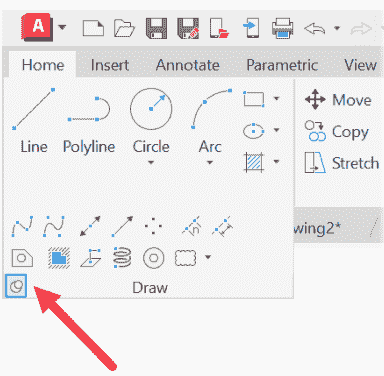 A
Home Insert Annotate Parametric View
Line Polyline Circle Arc
Move
Copy
Stretch
wing2*
Draw